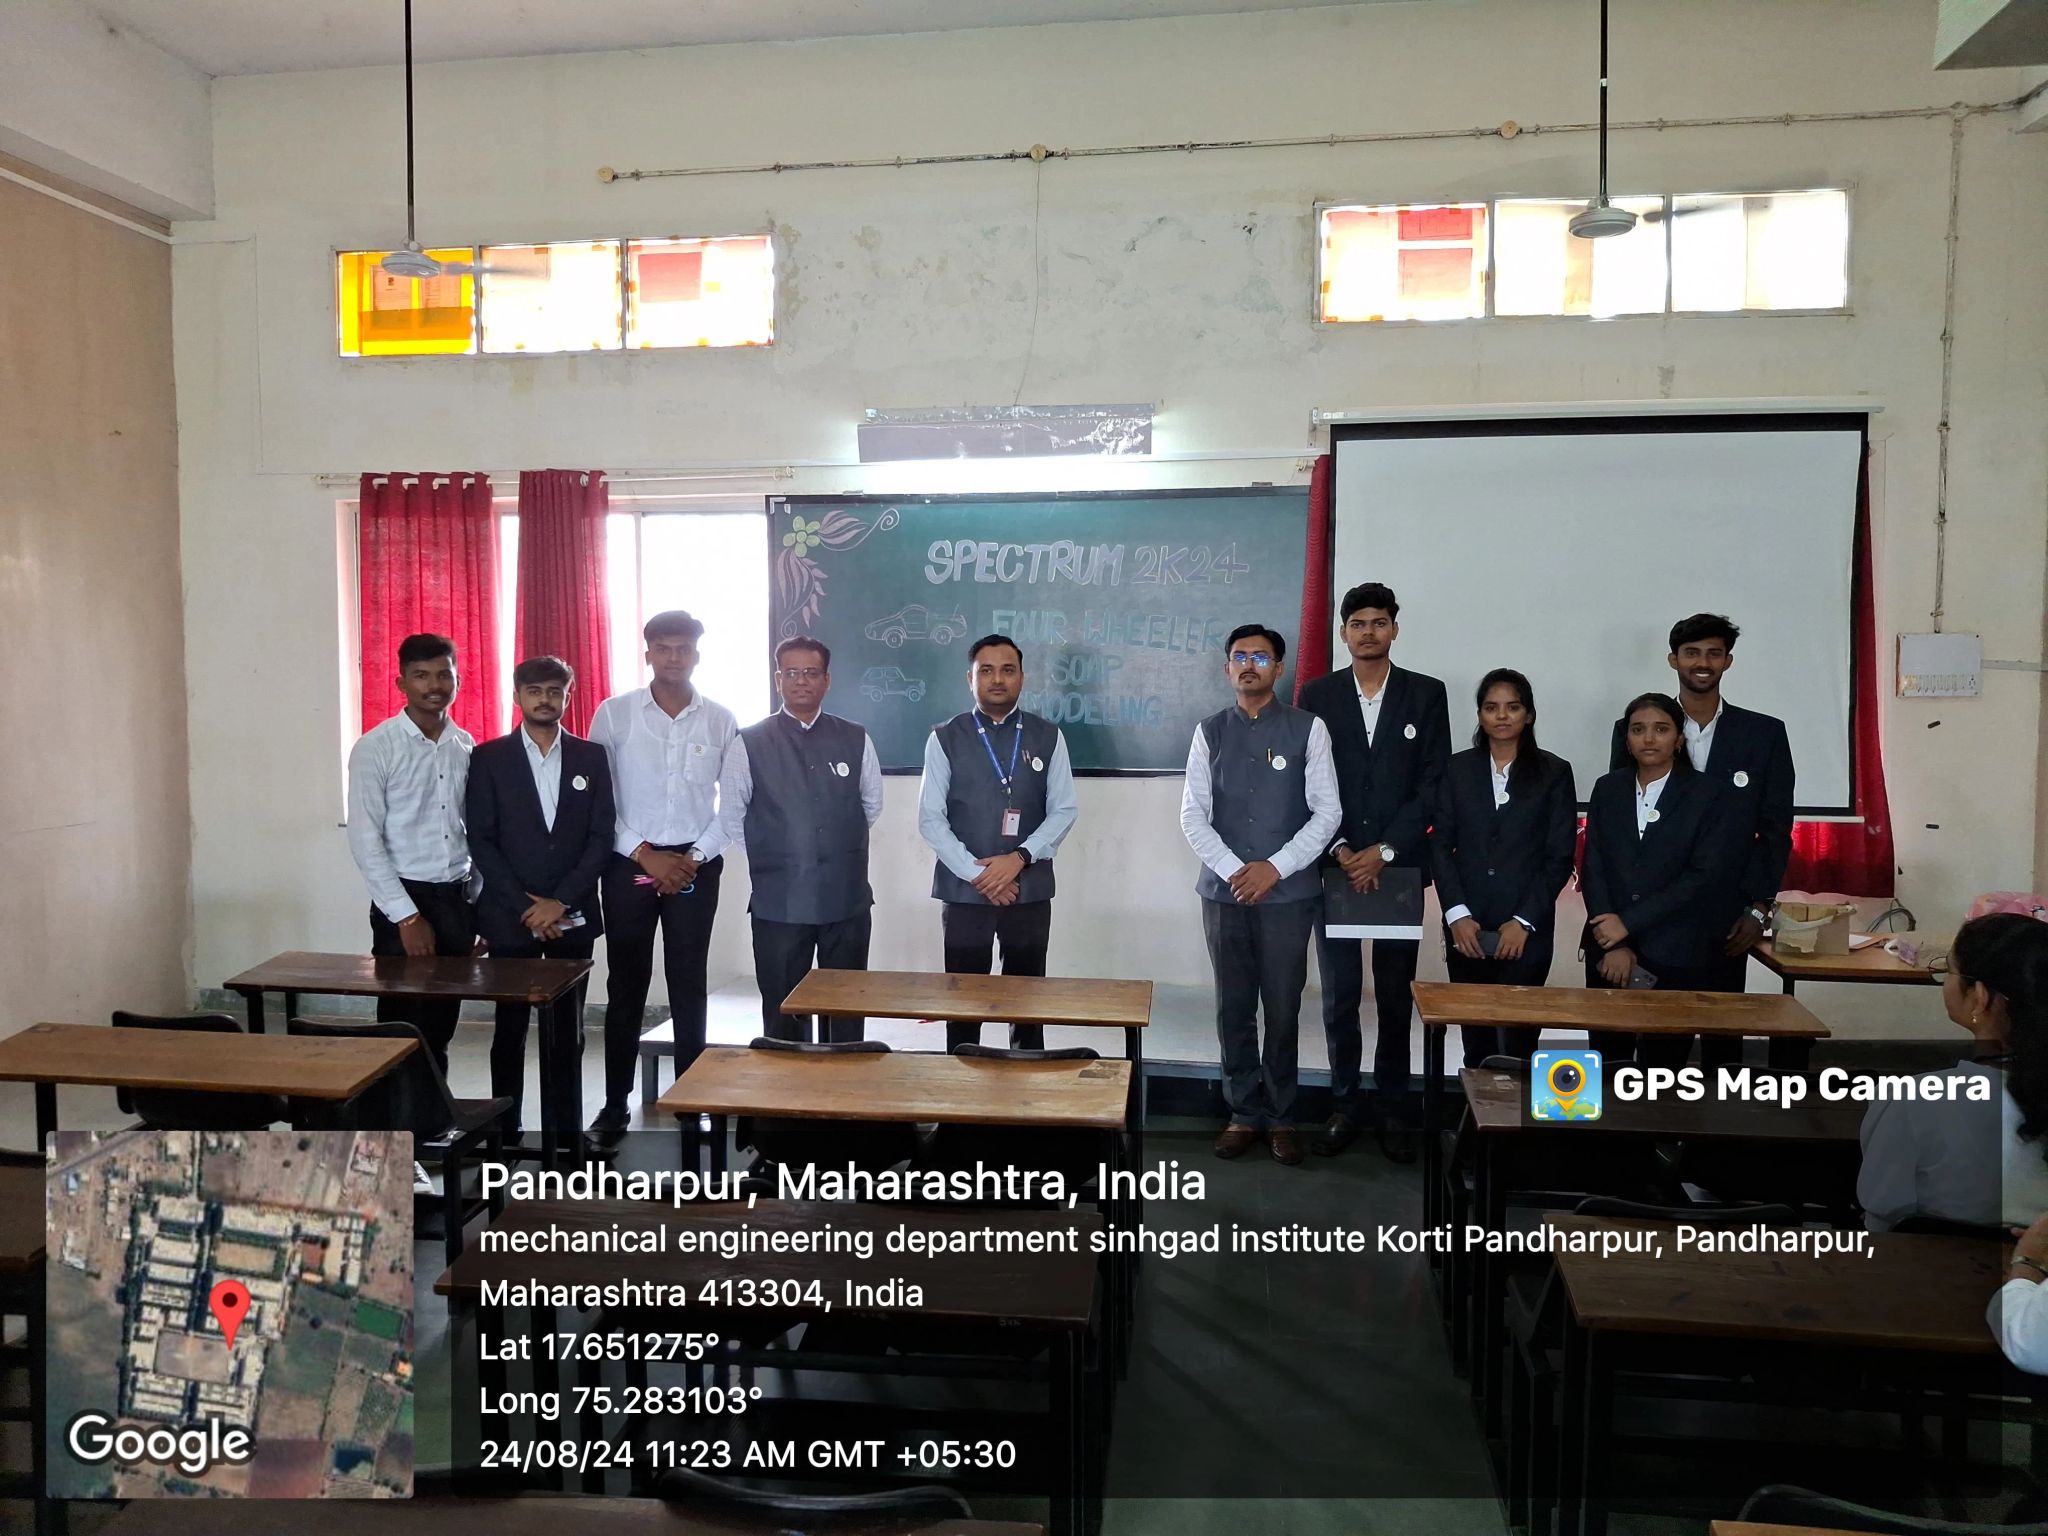 SPECTRUM 2K24
FOUR WHEELER
SOAP
MODELING
GPS Map Camera
Pandharpur, Maharashtra, India
mechanical engineering department sinhgad institute Korti Pandharpur, Pandharpur,
Maharashtra 413304, India
Lat 17.651275°
Long 75.283103°
24/08/24 11:23 AM GMT +05:30
Google